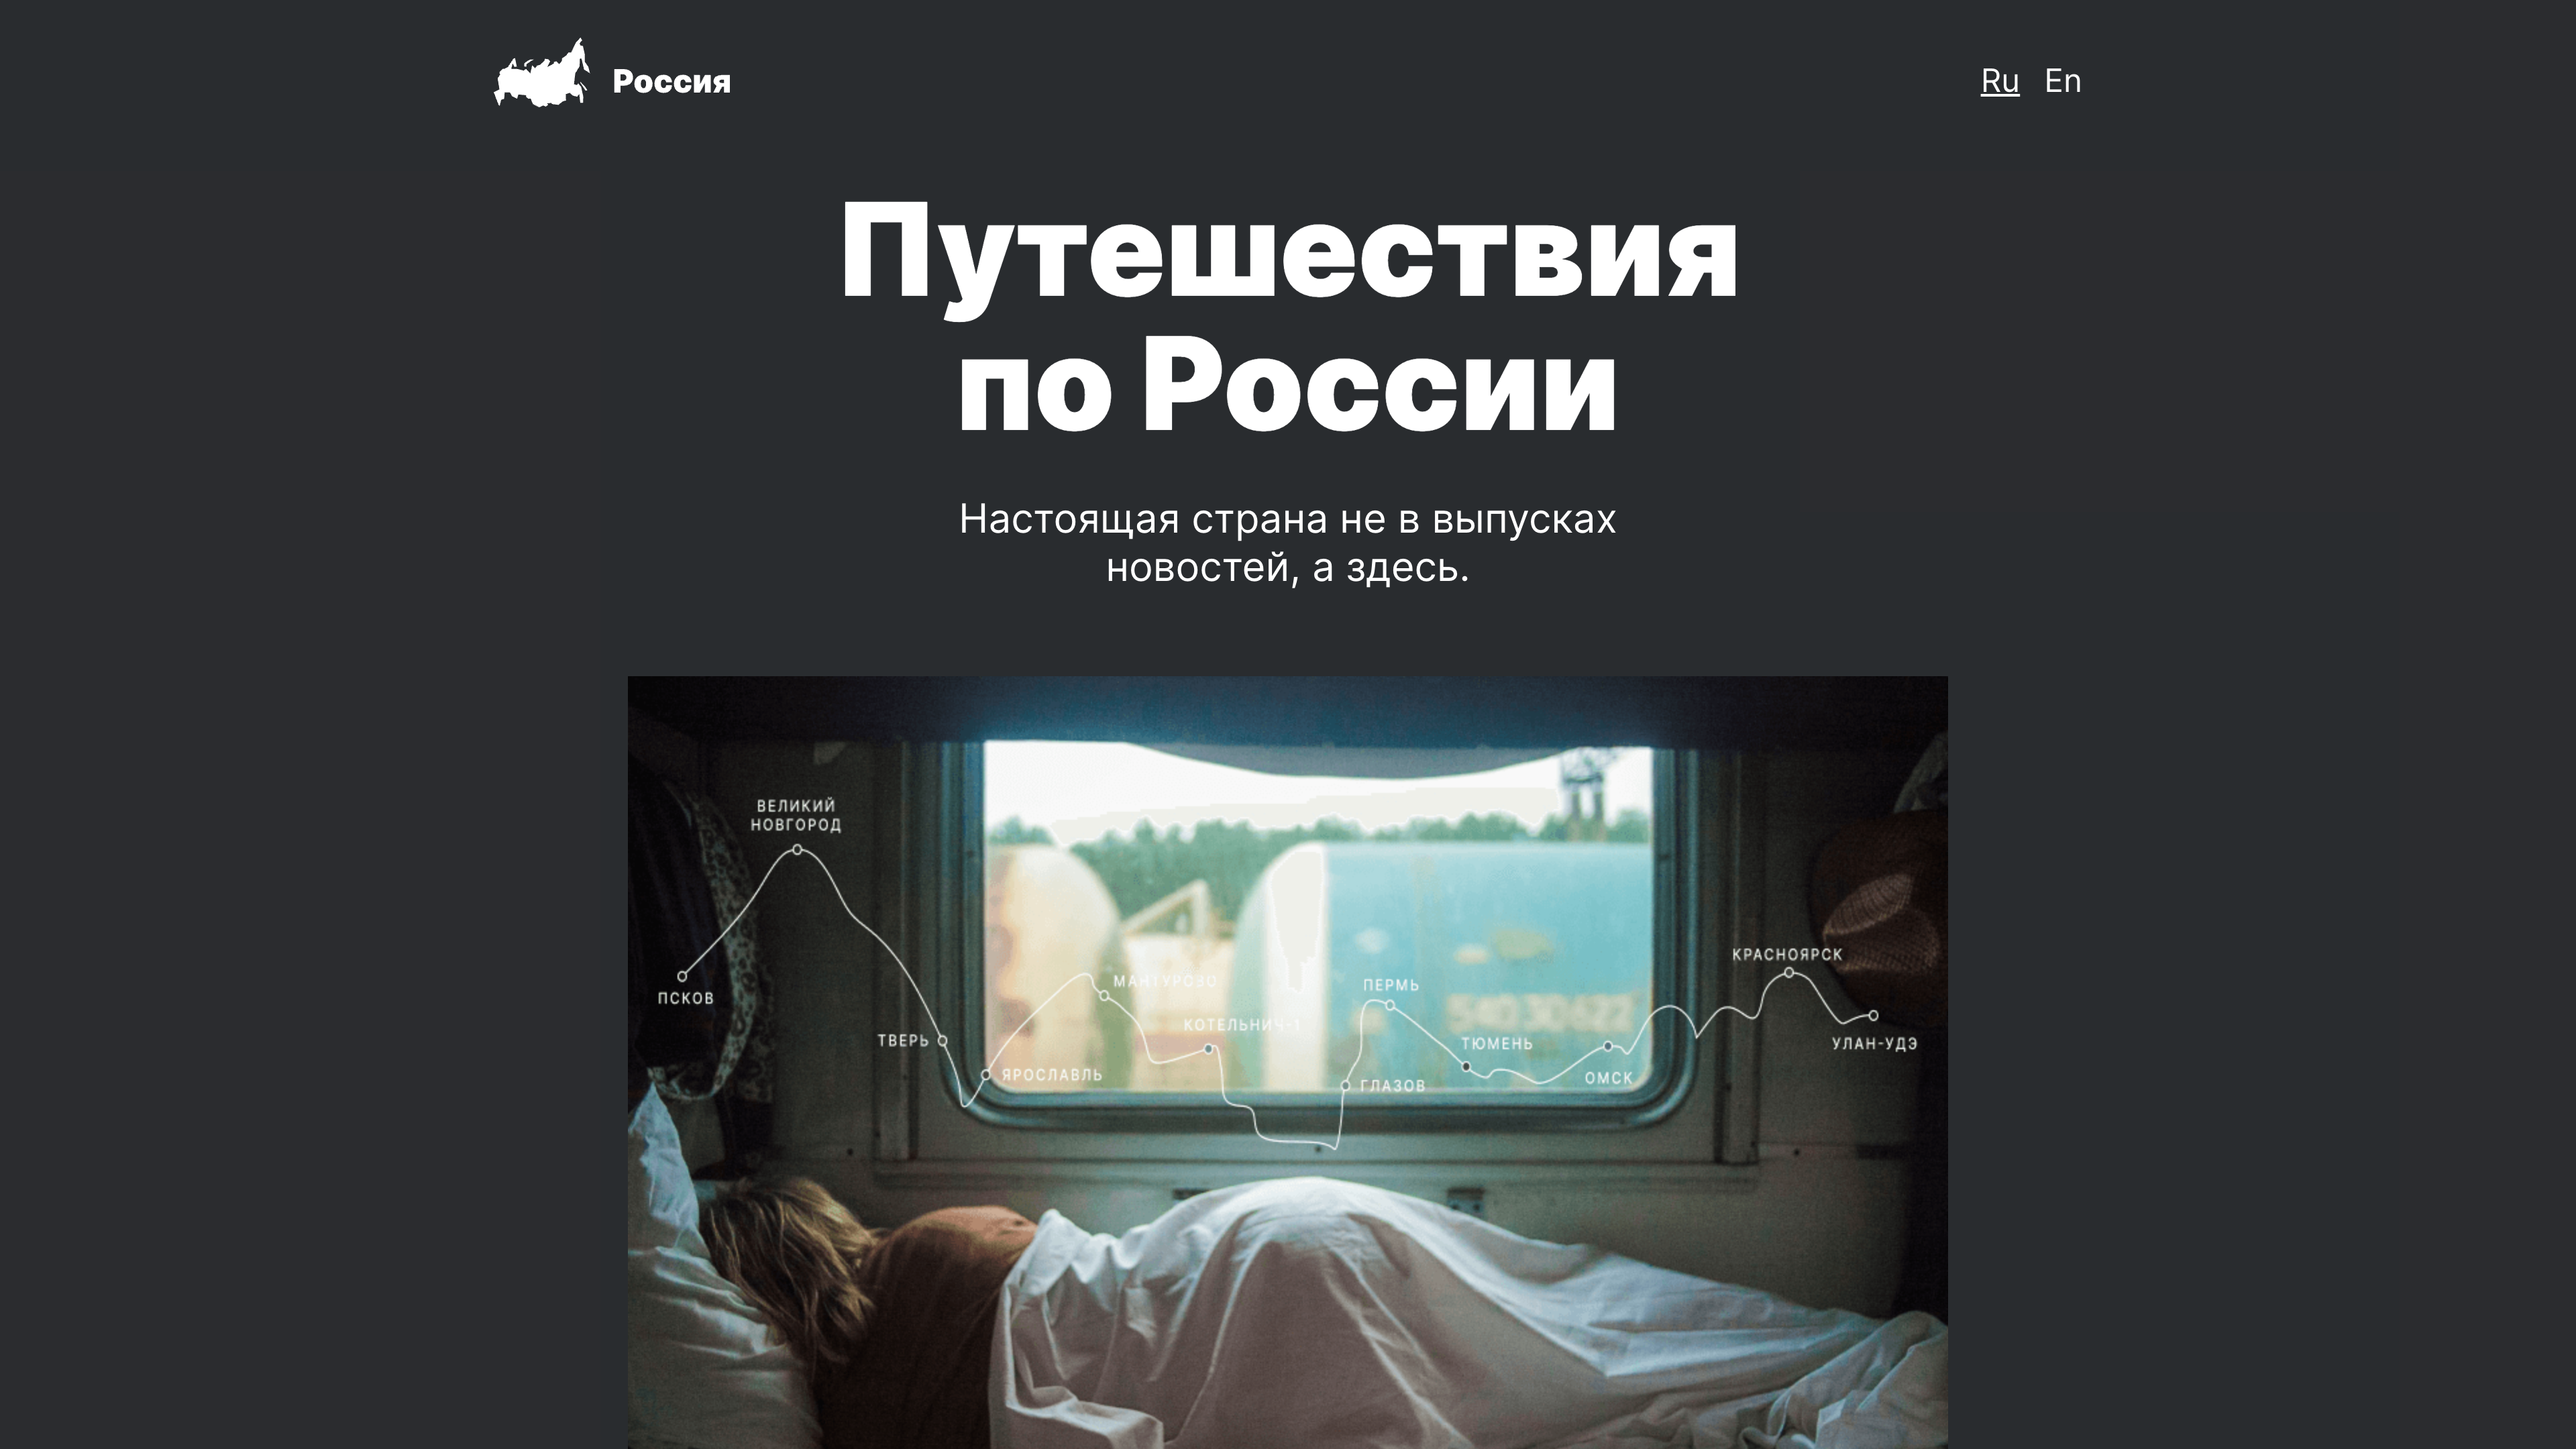 Россия
Ru En
Путешествия
по России
Настоящая страна не в выпусках
новостей, а здесь.
ВЕЛИКИЙ
НОВГОРОД
ПСКОВ
ТВЕРЬ
ЯРОСЛАВЛЬ
МАНТУРОВО
КОТЕЛЬНИЧ-1
ПЕРМЬ
ГЛАЗОВ
ТЮМЕНЬ
ОМСК
КРАСНОЯРСК
УЛАН-УДЭ
54030622